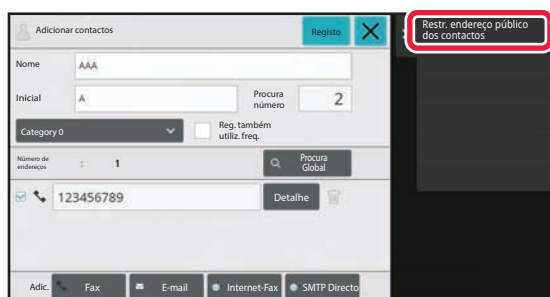 Adicionar contactos
Registo
Restr. endereço público
dos contactos
Nome
AAA
Inicial
A
Procura
número
2
Category 0
Reg. também
utiliz. freq.
Número de
endereços
:
1
Procura
Global
123456789
Detalhe
Adic.
Fax
E-mail
Internet-Fax
SMTP Directo